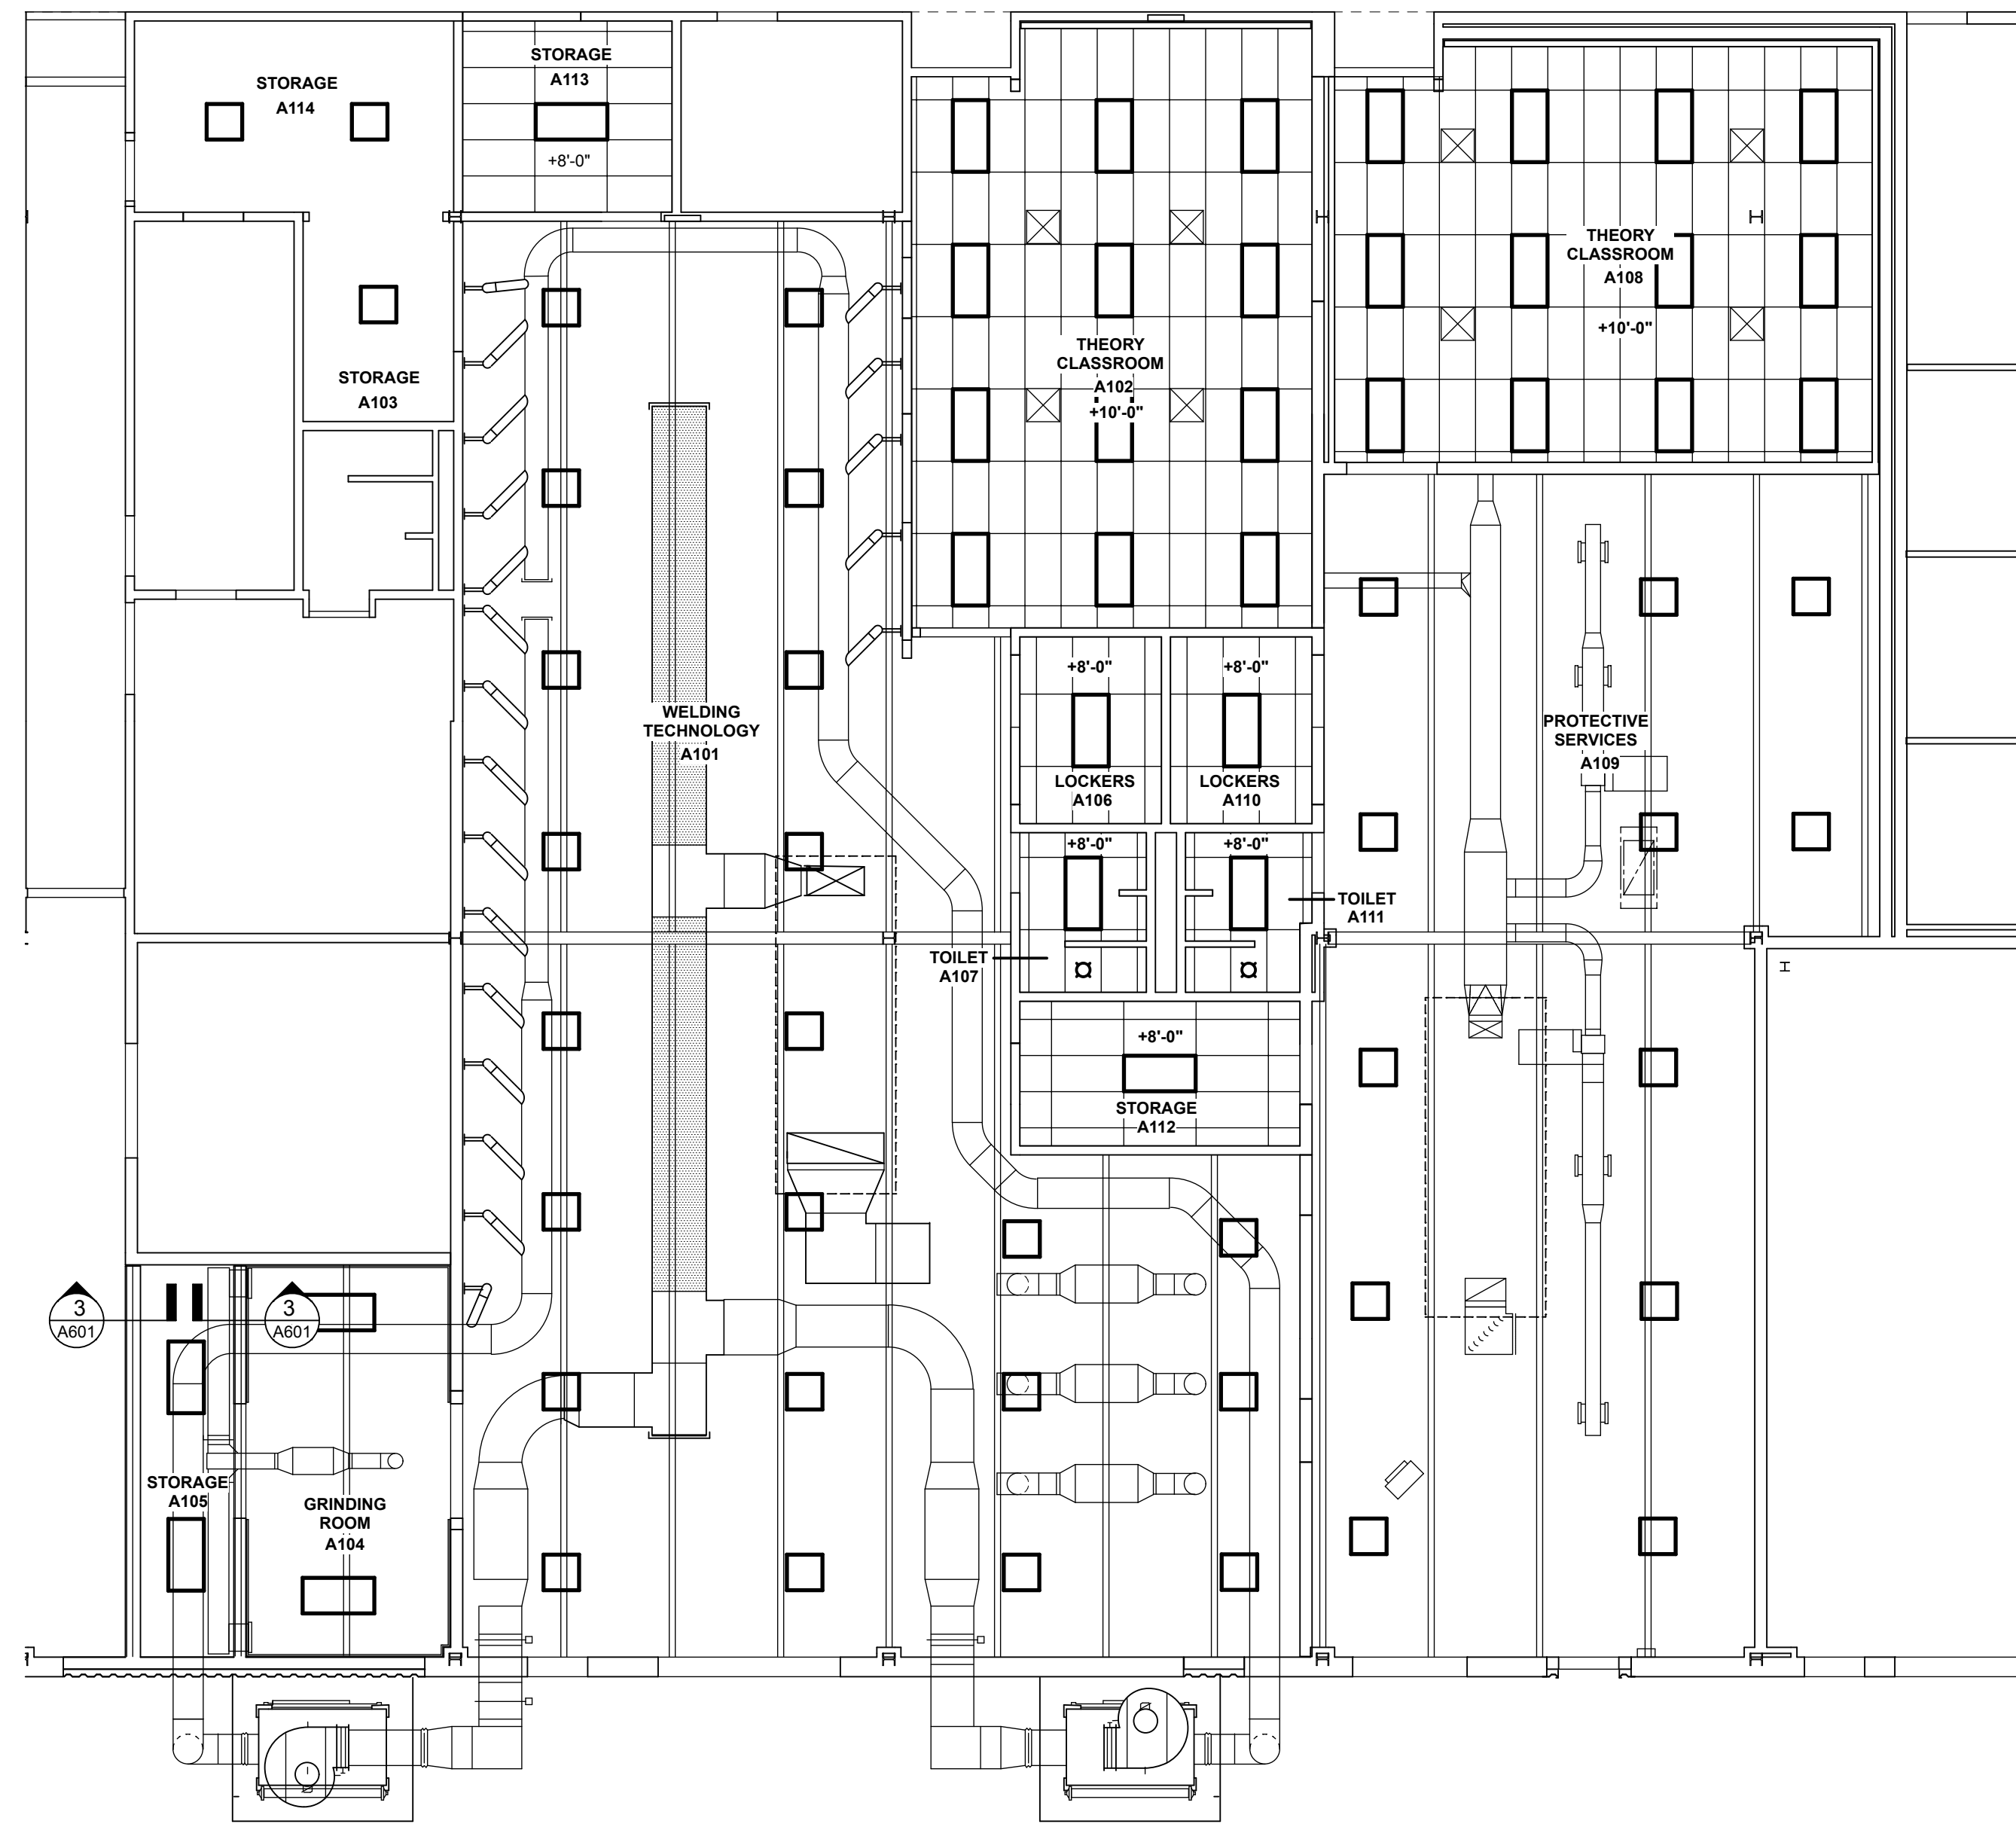 STORAGE
A114
STORAGE
A113
+8'-0"
THEORY
CLASSROOM
A108
+10'-0"
THEORY
CLASSROOM
A102
+10'-0"
STORAGE
A103
WELDING
TECHNOLOGY
A101
+8'-0"
LOCKERS
A106
+8'-0"
LOCKERS
A110
PROTECTIVE
SERVICES
A109
+8'-0"
+8'-0"
TOILET
A111
TOILET
A107
+8'-0"
STORAGE
A112
3
A601
3
A601
STORAGE
A105
GRINDING
ROOM
A104